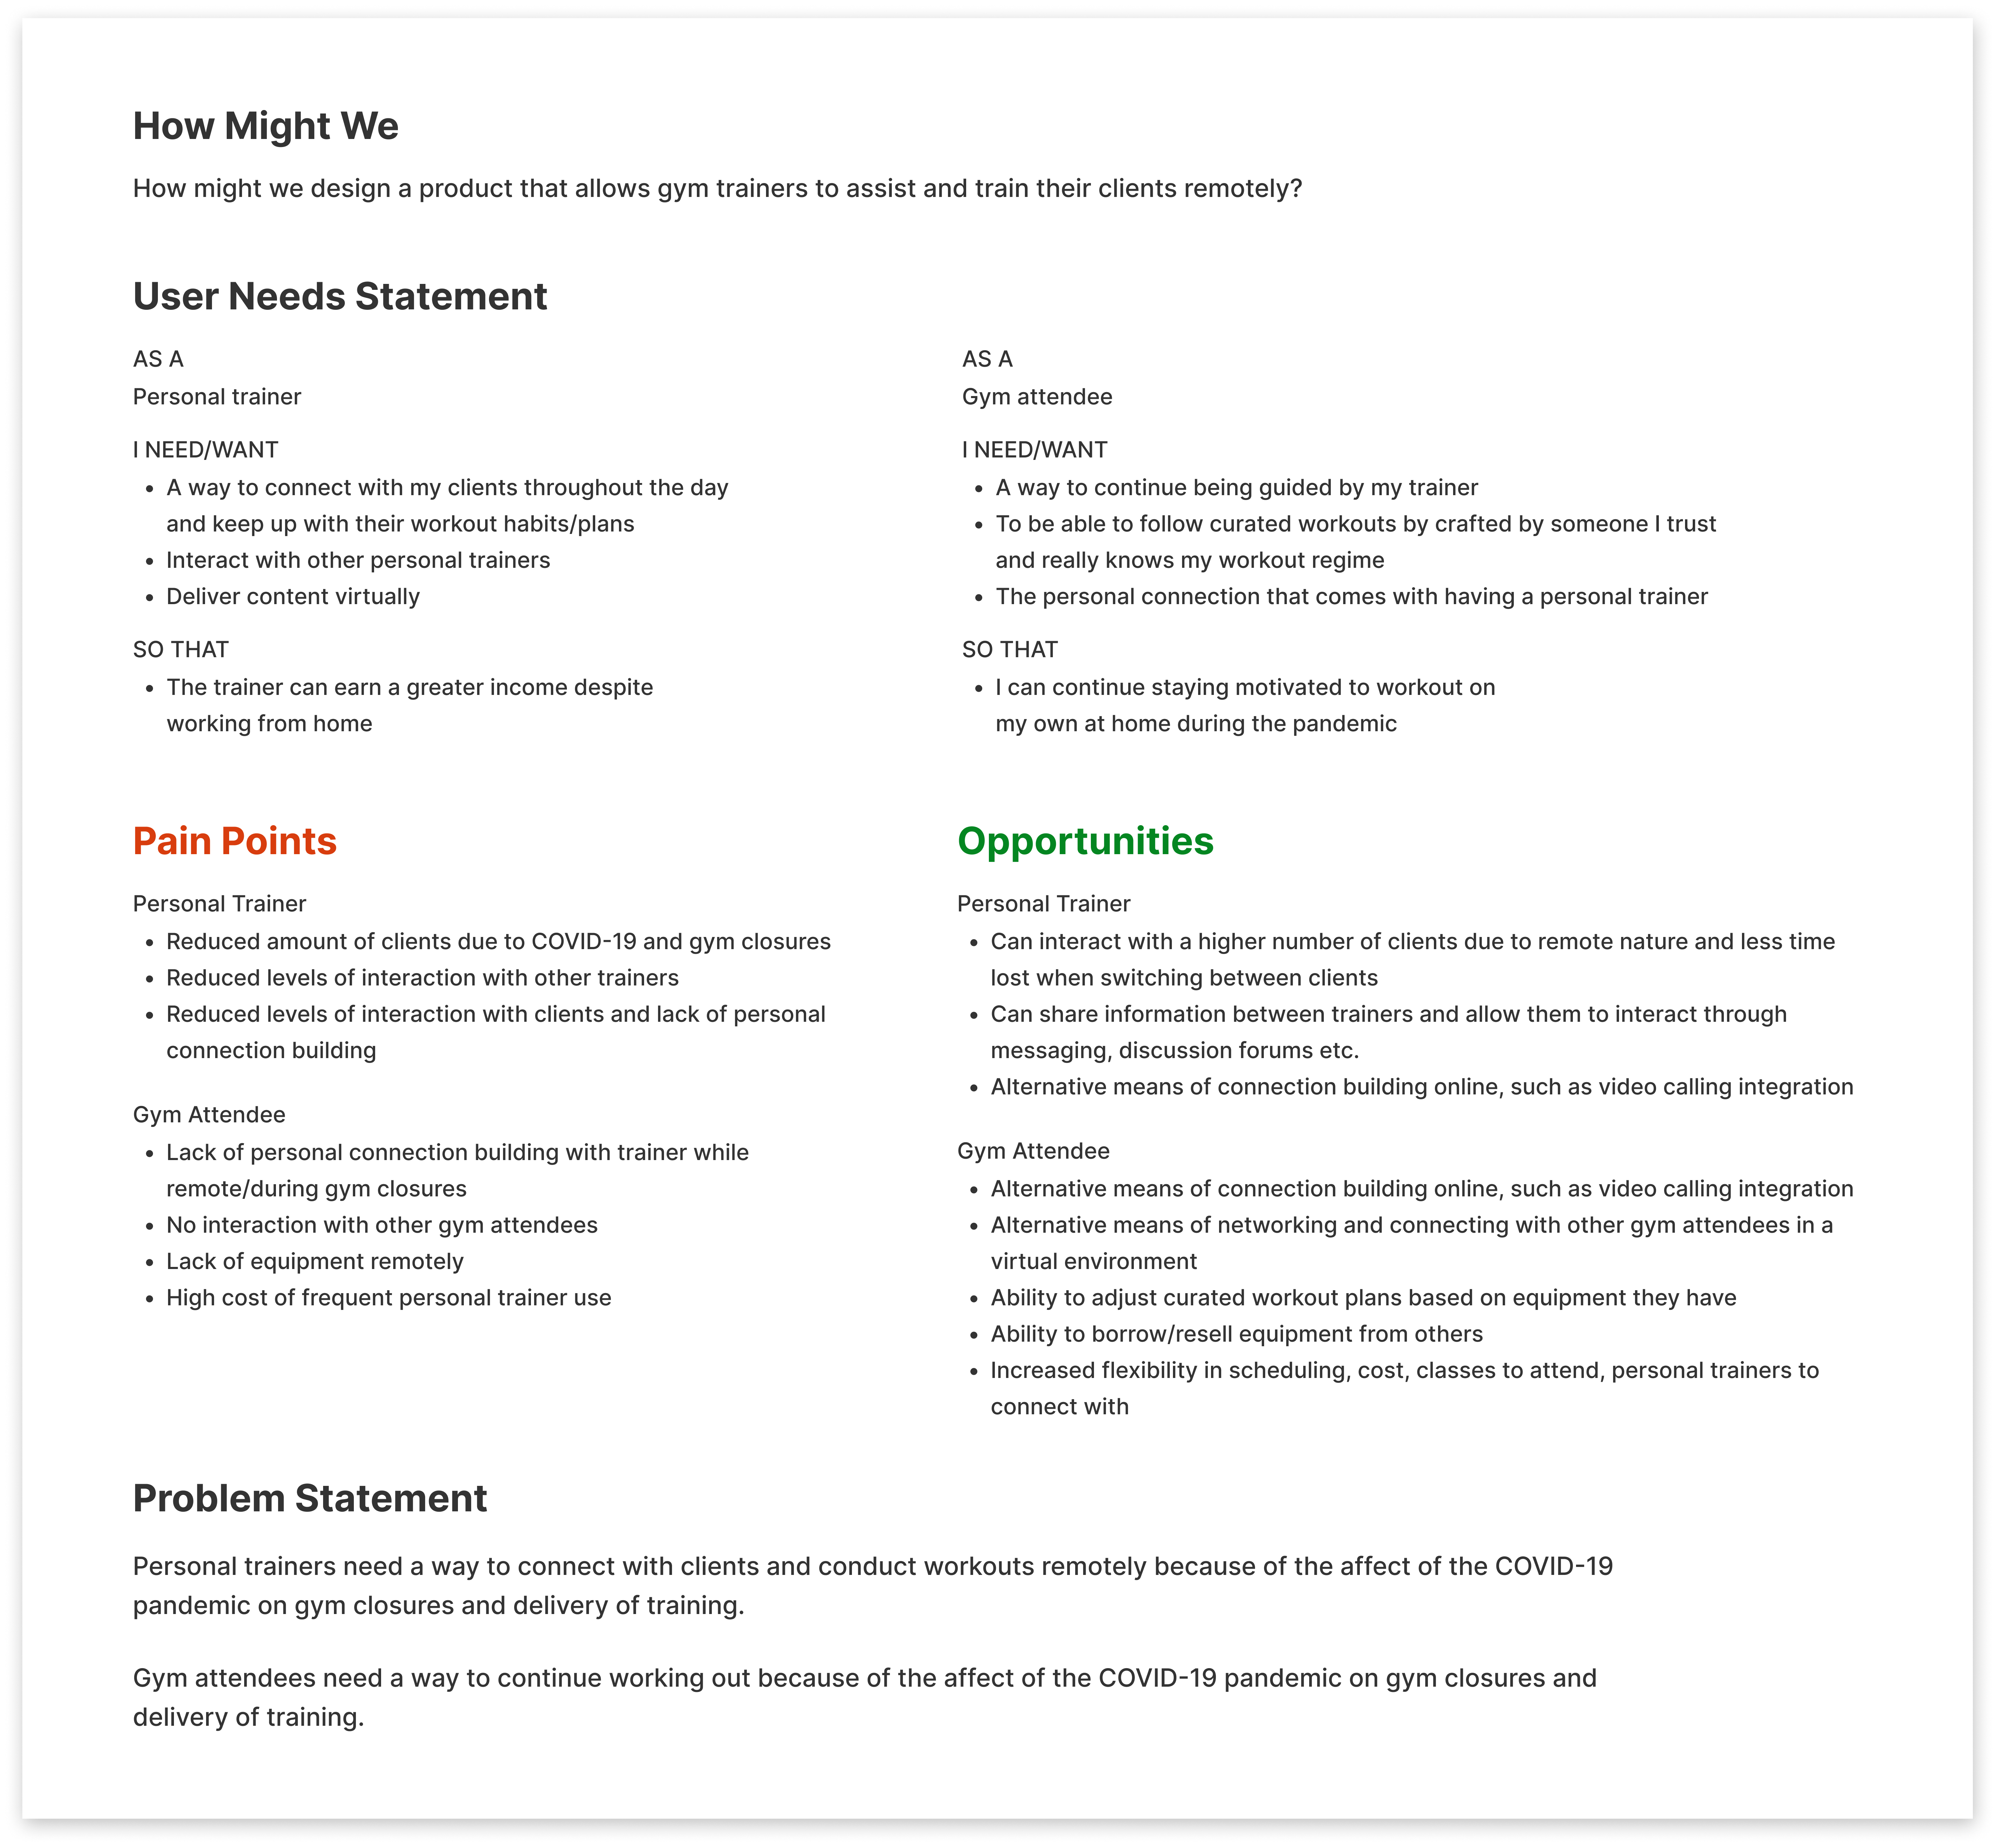 How Might We
How might we design a product that allows gym trainers to assist and train their clients remotely?
User Needs Statement
AS A
Personal trainer
I NEED/WANT
• A way to connect with my clients throughout the day
and keep up with their workout habits/plans
• Interact with other personal trainers
• Deliver content virtually
SO THAT
• The trainer can earn a greater income despite
working from home
AS A
Gym attendee
I NEED/WANT
• A way to continue being guided by my trainer
• To be able to follow curated workouts by crafted by someone I trust
and really knows my workout regime
• The personal connection that comes with having a personal trainer
SO THAT
• I can continue staying motivated to workout on
my own at home during the pandemic
Pain Points
Personal Trainer
• Reduced amount of clients due to COVID-19 and gym closures
• Reduced levels of interaction with other trainers
• Reduced levels of interaction with clients and lack of personal
connection building
Gym Attendee
• Lack of personal connection building with trainer while
remote/during gym closures
• No interaction with other gym attendees
• Lack of equipment remotely
• High cost of frequent personal trainer use
Opportunities
Personal Trainer
• Can interact with a higher number of clients due to remote nature and less time
lost when switching between clients
• Can share information between trainers and allow them to interact through
messaging, discussion forums etc.
• Alternative means of connection building online, such as video calling integration
Gym Attendee
• Alternative means of connection building online, such as video calling integration
• Alternative means of networking and connecting with other gym attendees in a
virtual environment
• Ability to adjust curated workout plans based on equipment they have
• Ability to borrow/resell equipment from others
• Increased flexibility in scheduling, cost, classes to attend, personal trainers to
connect with
Problem Statement
Personal trainers need a way to connect with clients and conduct workouts remotely because of the affect of the COVID-19
pandemic on gym closures and delivery of training.
Gym attendees need a way to continue working out because of the affect of the COVID-19 pandemic on gym closures and
delivery of training.